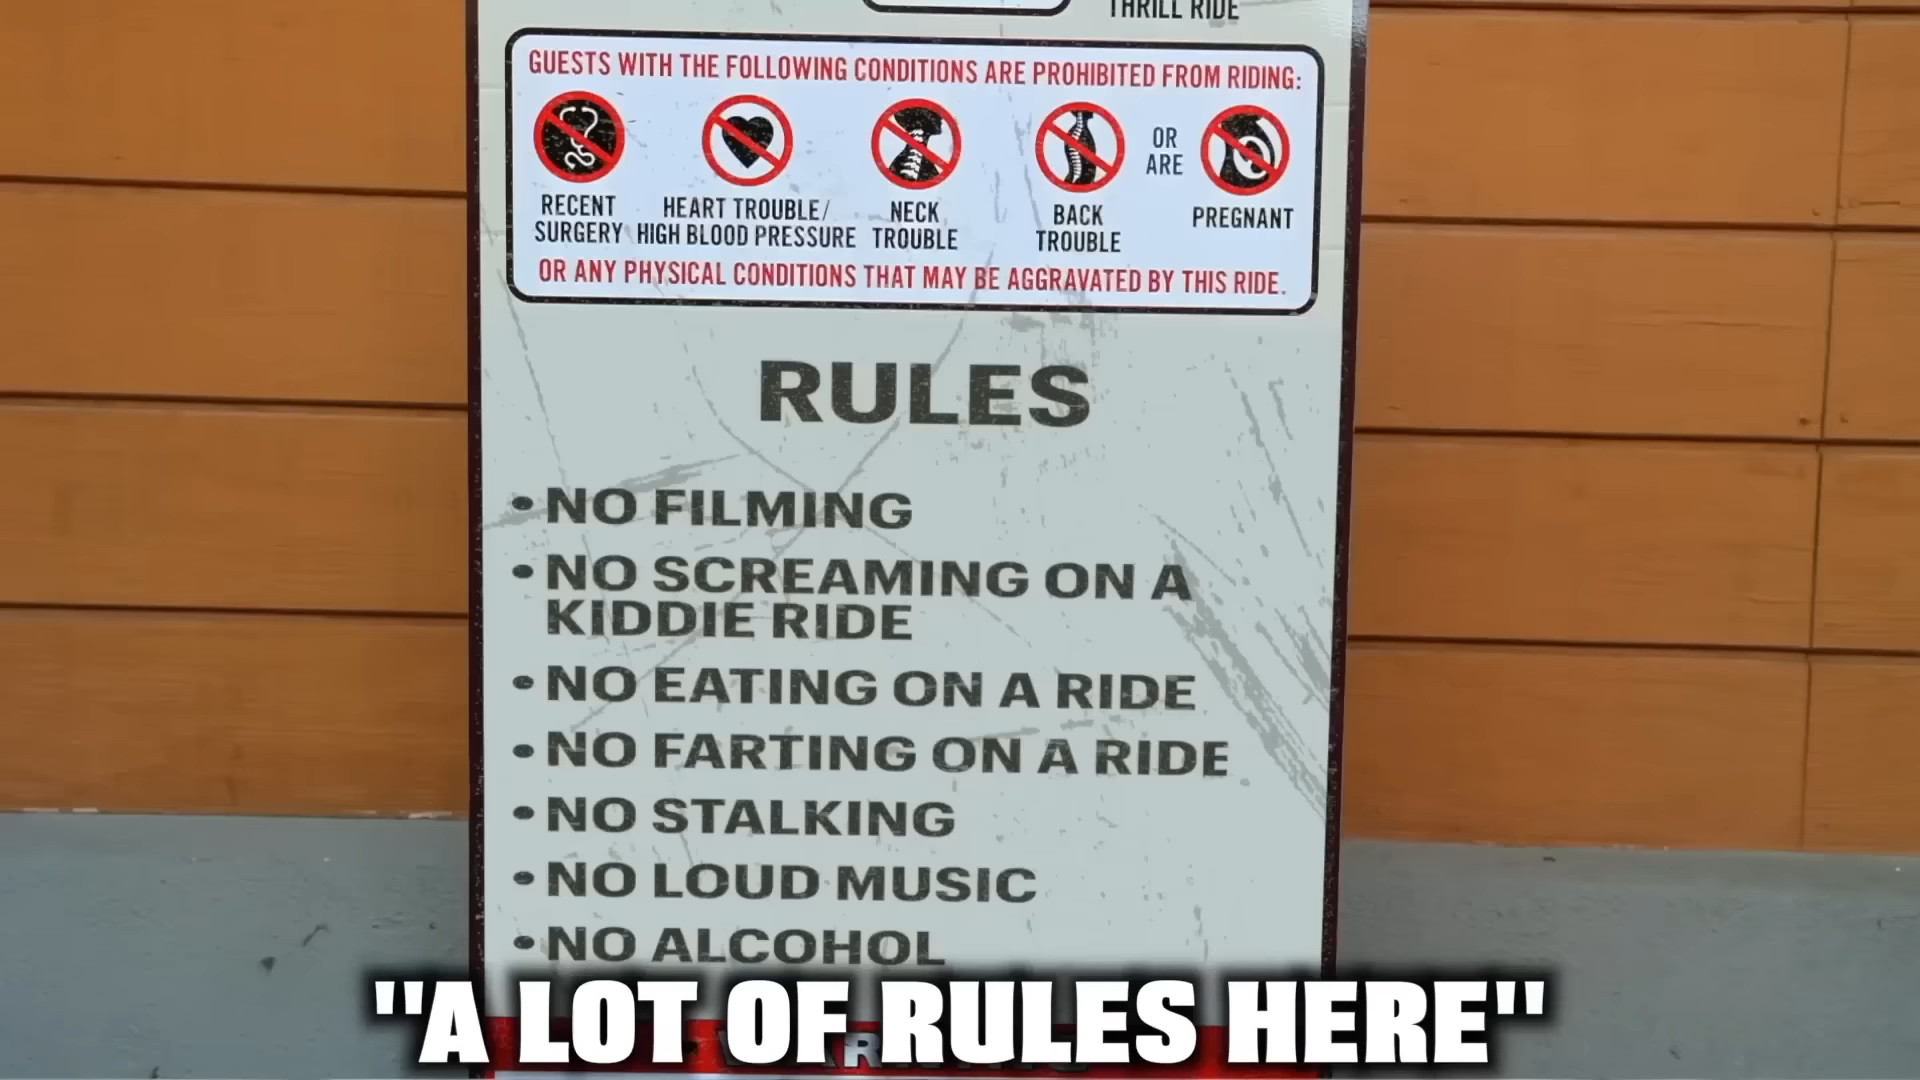 THRILL RIDE
GUESTS WITH THE FOLLOWING CONDITIONS ARE PROHIBITED FROM RIDING:
OR
ARE
RECENT
SURGERY
HEART TROUBLE/
HIGH BLOOD PRESSURE
NECK
TROUBLE
BACK
TROUBLE
PREGNANT
OR ANY PHYSICAL CONDITIONS THAT MAY BE AGGRAVATED BY THIS RIDE.
RULES
• NO FILMING
• NO SCREAMING ON A
KIDDIE RIDE
• NO EATING ON A RIDE
• NO FARTING ON A RIDE
• NO STALKING
• NO LOUD MUSIC
• NO ALCOHOL
"A LOT OF RULES HERE"